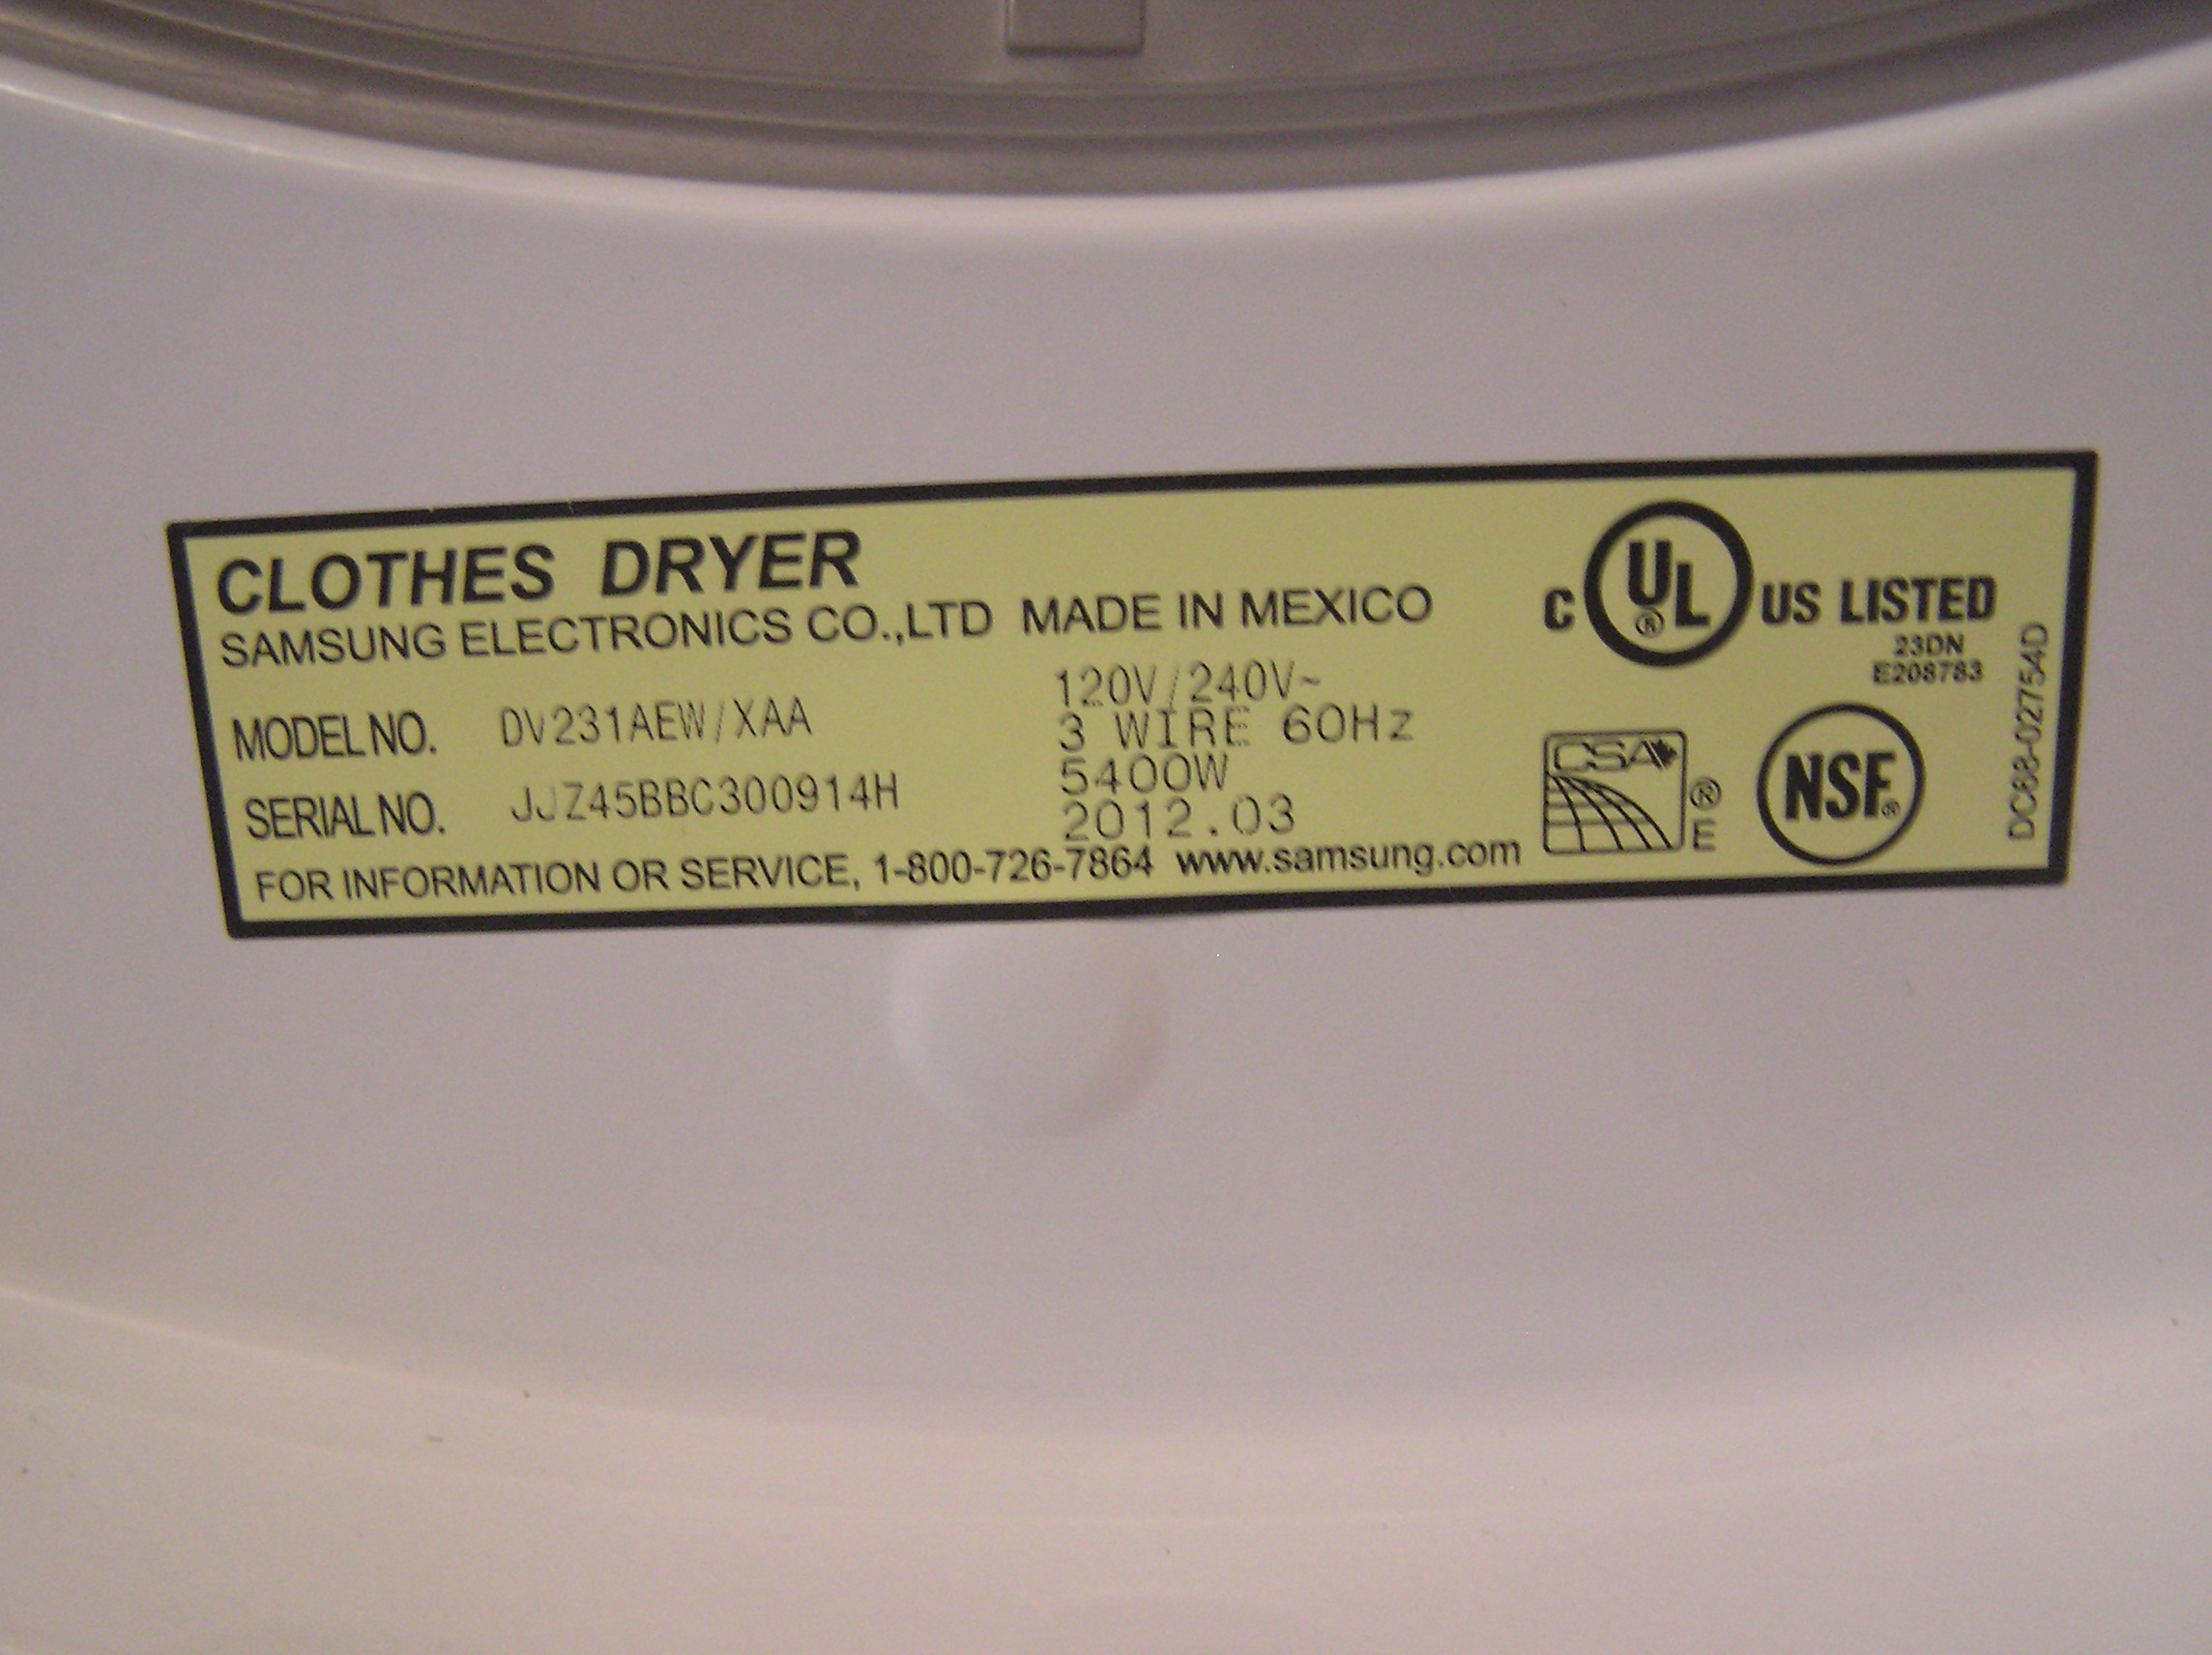 CLOTHES DRYER
SAMSUNG ELECTRONICS CO.,LTD MADE IN MEXICO
MODEL NO. DV231AEW/XAA
SERIAL NO. JJZ45BBC300914H
120V/240V~
3 WIRE 60Hz
5400W
2012.03
FOR INFORMATION OR SERVICE, 1-800-726-7864 www.samsung.com
C UL® US LISTED
23DN
E208783
CSA ®
E
NSF®
DC68-02754D